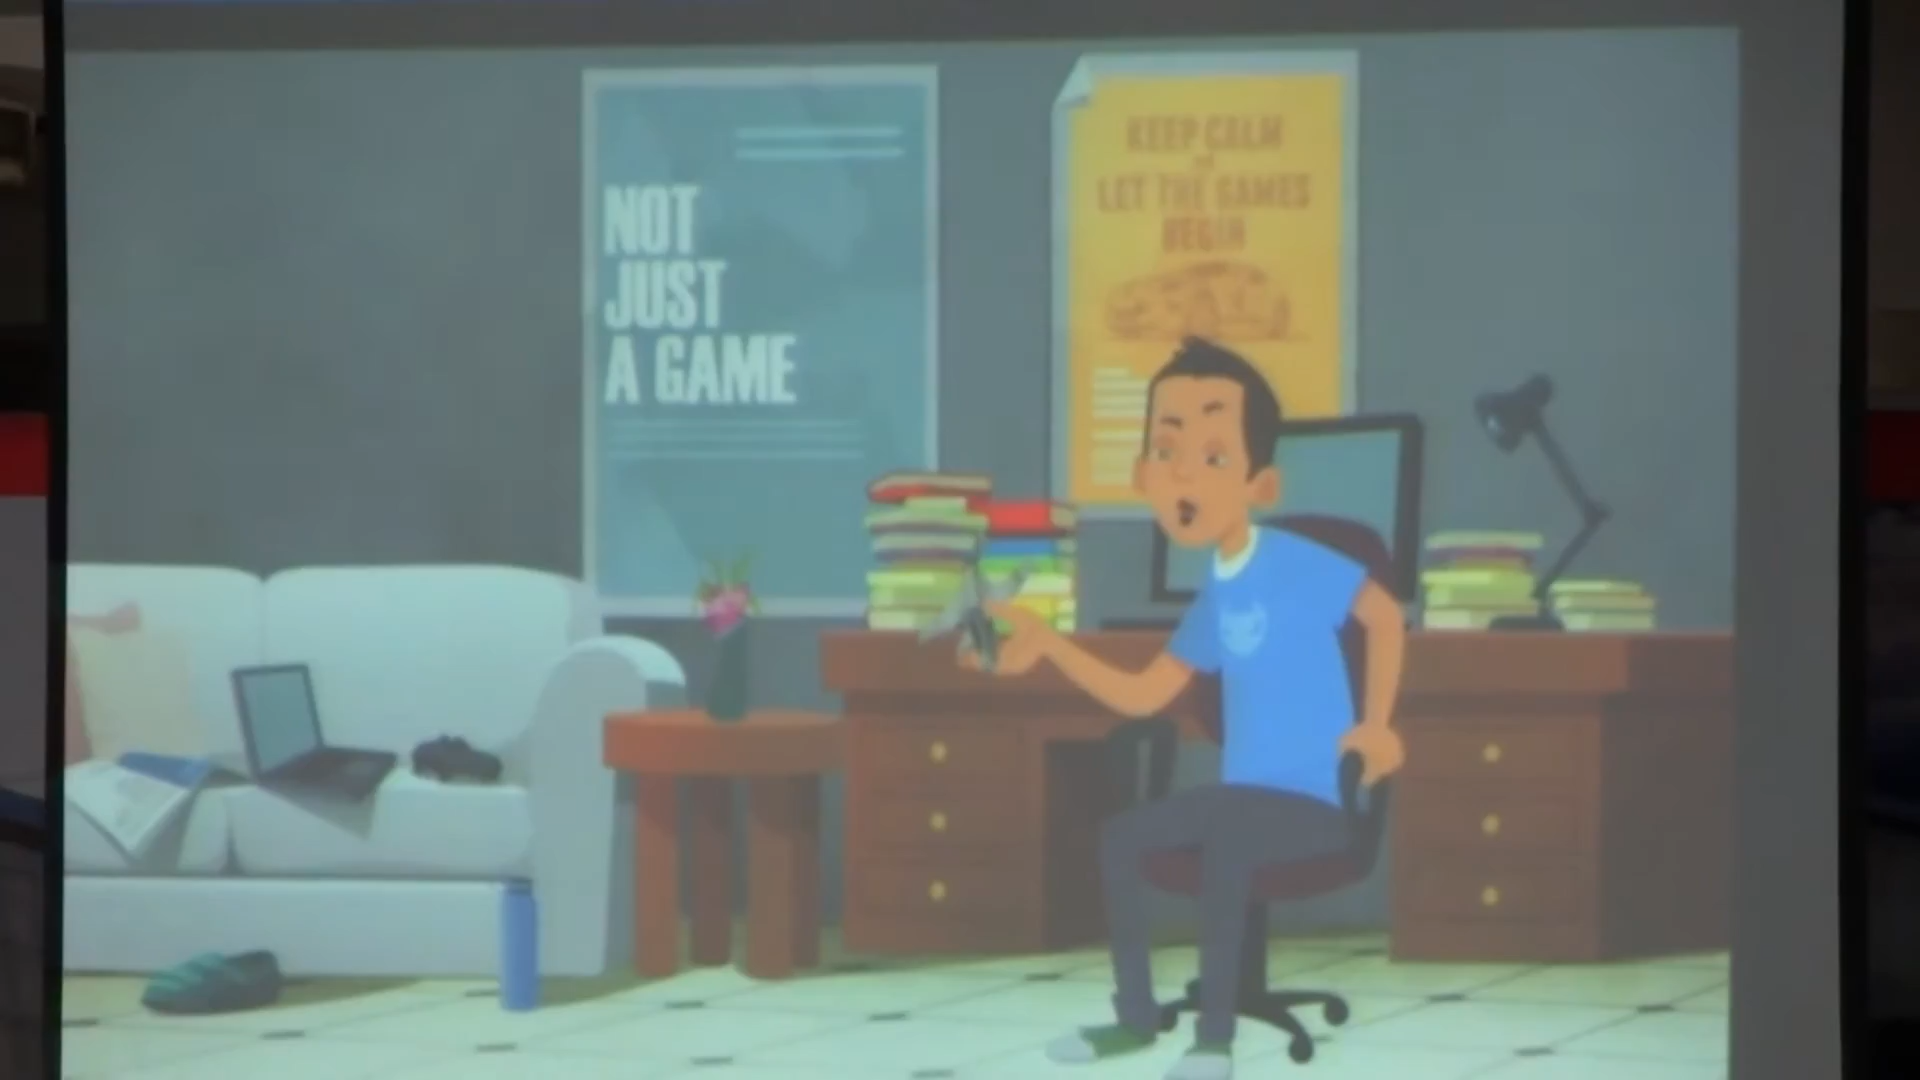 NOT
JUST
A GAME
KEEP CALM
LET THE GAMES
BEGIN